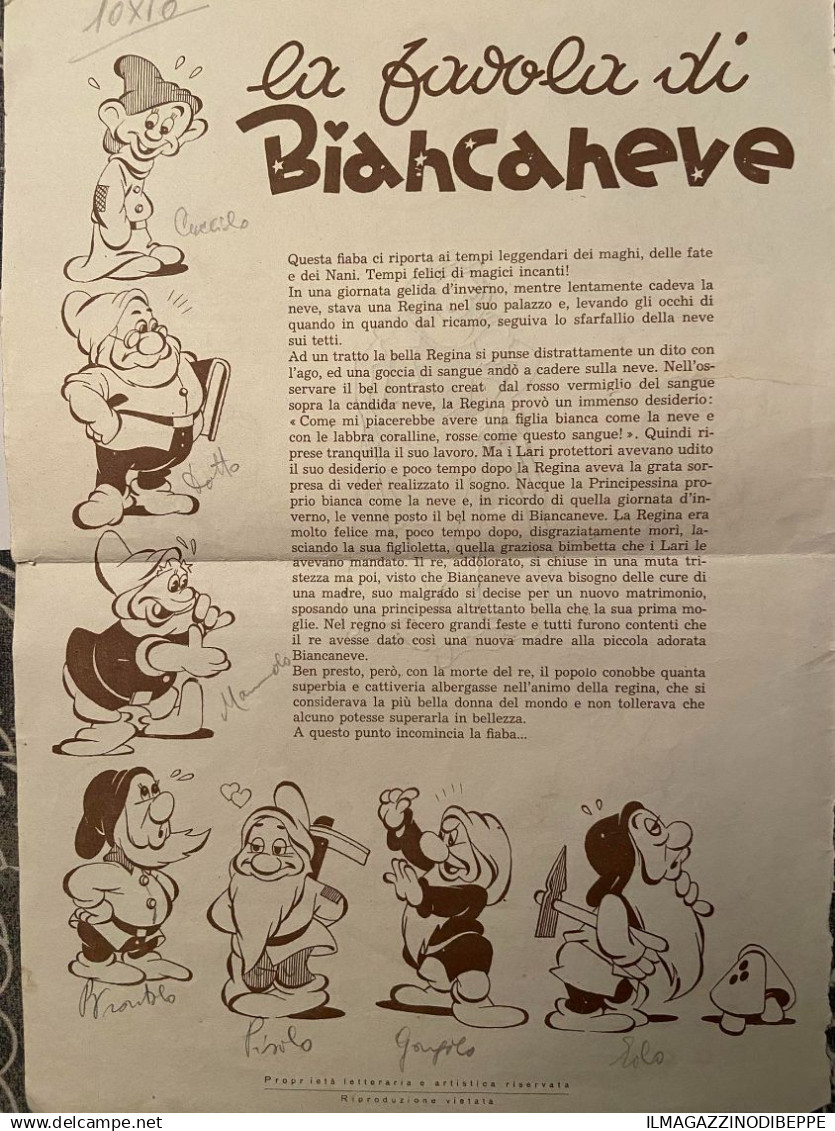 10x10
la favola di
Biancaneve
Cucciolo
Questa fiaba ci riporta ai tempi leggendari dei maghi, delle fate
e dei Nani. Tempi felici di magici incanti!
In una giornata gelida d'inverno, mentre lentamente cadeva la
neve, stava una Regina nel suo palazzo e, levando gli occhi di
quando in quando dal ricamo, seguiva lo sfarfallio della neve
sui tetti.
Ad un tratto la bella Regina si punse distrattamente un dito con
l'ago, ed una goccia di sangue andò a cadere sulla neve. Nell'os-
servare il bel contrasto creat dal rosso vermiglio del sangue
sopra la candida neve, la Regina provò un immenso desiderio:
« Come mi piacerebbe avere una figlia bianca come la neve e
con le labbra coralline, rosse come questo sangue! ». Quindi ri-
prese tranquilla il suo lavoro. Ma i Lari protettori avevano udito
il suo desiderio e poco tempo dopo la Regina aveva la grata sor-
presa di veder realizzato il sogno. Nacque la Principessina pro-
prio bianca come la neve e, in ricordo di quella giornata d'in-
verno, le venne posto il bel nome di Biancaneve. La Regina era
molto felice ma, poco tempo dopo, disgraziatamente morì, la-
sciando la sua figlioletta, quella graziosa bimbetta che i Lari le
avevano mandato. Il re, addolorato, si chiuse in una muta tri-
stezza ma poi, visto che Biancaneve aveva bisogno delle cure di
una madre, suo malgrado si decise per un nuovo matrimonio,
sposando una principessa altrettanto bella che la sua prima mo-
glie. Nel regno si fecero grandi feste e tutti furono contenti che
il re avesse dato così una nuova madre alla piccola adorata
Biancaneve.
Ben presto, però, con la morte del re, il popolo conobbe quanta
superbia e cattiveria albergasse nell'animo della regina, che si
considerava la più bella donna del mondo e non tollerava che
alcuno potesse superarla in bellezza.
A questo punto incomincia la fiaba...
Dotto
Mammolo
Brontolo
Pisolo
Gongolo
Eolo
Proprietà letteraria e artistica riservata
Riproduzione vietata
delcampe.net
ILMAGAZZINODIBEPPE